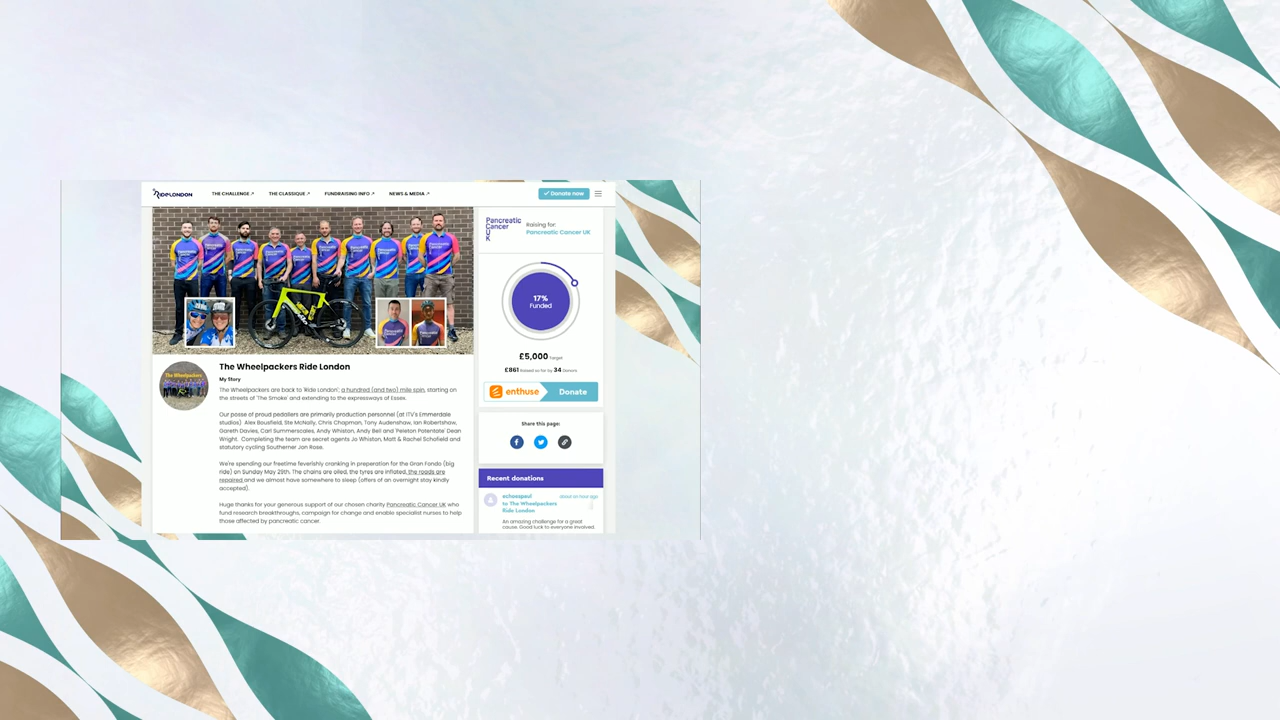 RIDELONDON
THE CHALLENGE ↗ THE CLASSIQUE ↗ FUNDRAISING INFO ↗ NEWS & MEDIA ↗
Donate now
Pancreatic
Cancer
U
K
Raising for:
Pancreatic Cancer UK
17%
Funded
£5,000 Target
£861 Raised so far by 34 Donors
enthuse Donate
Share this page:
Recent donations
to The Wheelpackers
Ride London
An amazing challenge for a great
cause. Good luck to everyone involved.
The Wheelpackers
The Wheelpackers Ride London
My Story
The Wheelpackers are back to 'Ride London': a hundred (and two) mile spin, starting on
the streets of 'The Smoke' and extending to the expressways of Essex.
Our posse of proud pedallers are primarily production personnel (at ITV's Emmerdale
studios). Alex Bousfield, Ste McNally, Chris Chapman, Tony Audenshaw, Ian Robertshaw,
Gareth Davies, Carl Summerscales, Andy Whiston, Andy Bell and 'Peleton Potentate' Dean
Wright. Completing the team are secret agents Jo Whiston, Matt & Rachel Schofield and
statutory cycling Southerner Jon Rose.
We're spending our freetime feverishly cranking in preperation for the Gran Fondo (big
ride) on Sunday May 29th. The chains are oiled, the tyres are inflated, the roads are
repaired and we almost have somewhere to sleep (offers of an overnight stay kindly
accepted).
Huge thanks for your generous support of our chosen charity Pancreatic Cancer UK who
fund research breakthroughs, campaign for change and enable specialist nurses to help
those affected by pancreatic cancer.